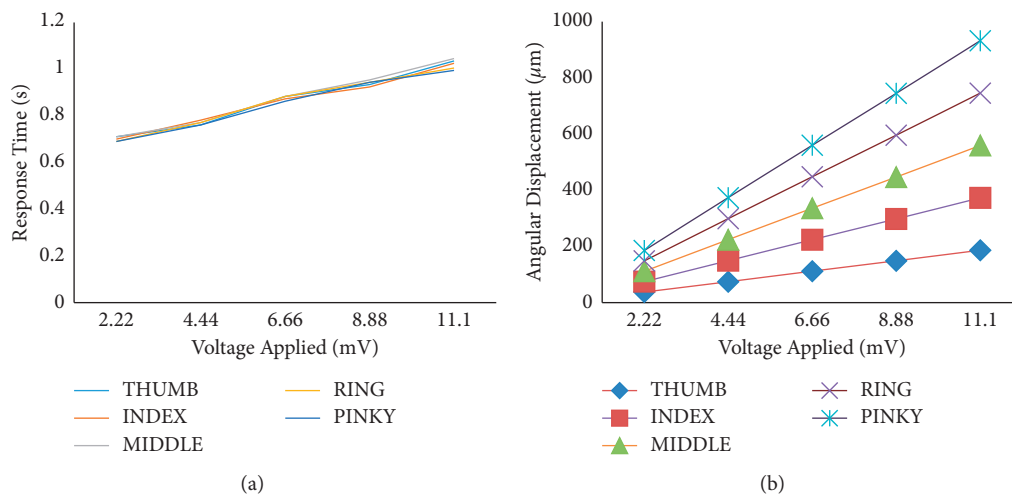 1.2
1
0.8
0.6
0.4
0.2
0
Response Time (s)
2.22 4.44 6.66 8.88 11.1
Voltage Applied (mV)
THUMB RING
INDEX PINKY
MIDDLE
(a)
1000
800
600
400
200
0
Angular Displacement (μm)
2.22 4.44 6.66 8.88 11.1
Voltage Applied (mV)
THUMB RING
INDEX PINKY
MIDDLE
(b)